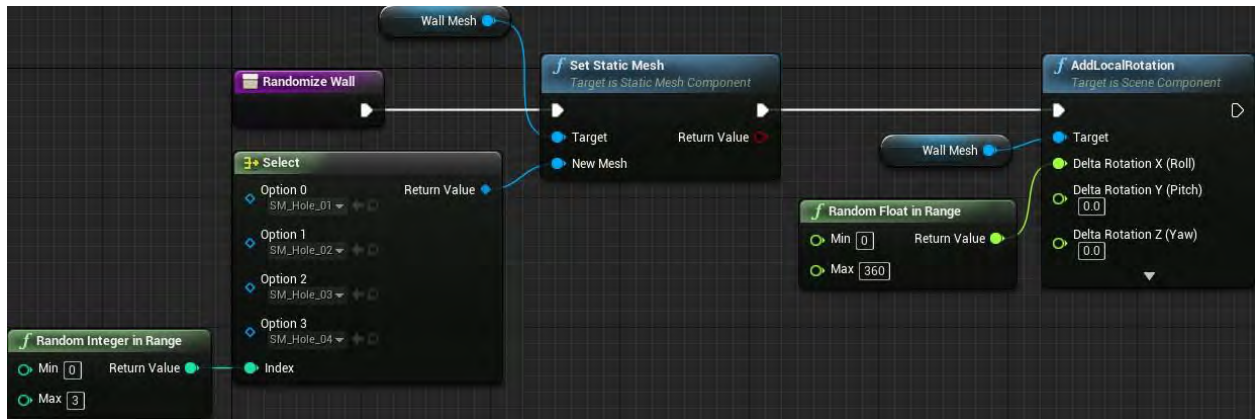 Wall Mesh
Randomize Wall
f Set Static Mesh
Target is Static Mesh Component
Target
Return Value
New Mesh
Select
Option 0
Return Value
SM_Hole_01
Option 1
SM_Hole_02
Option 2
SM_Hole_03
Option 3
SM_Hole_04
Index
f Random Integer in Range
Min 0
Return Value
Max 3
Wall Mesh
f Random Float in Range
Min 0
Return Value
Max 360
f AddLocalRotation
Target is Scene Component
Target
Delta Rotation X (Roll)
Delta Rotation Y (Pitch)
0.0
Delta Rotation Z (Yaw)
0.0